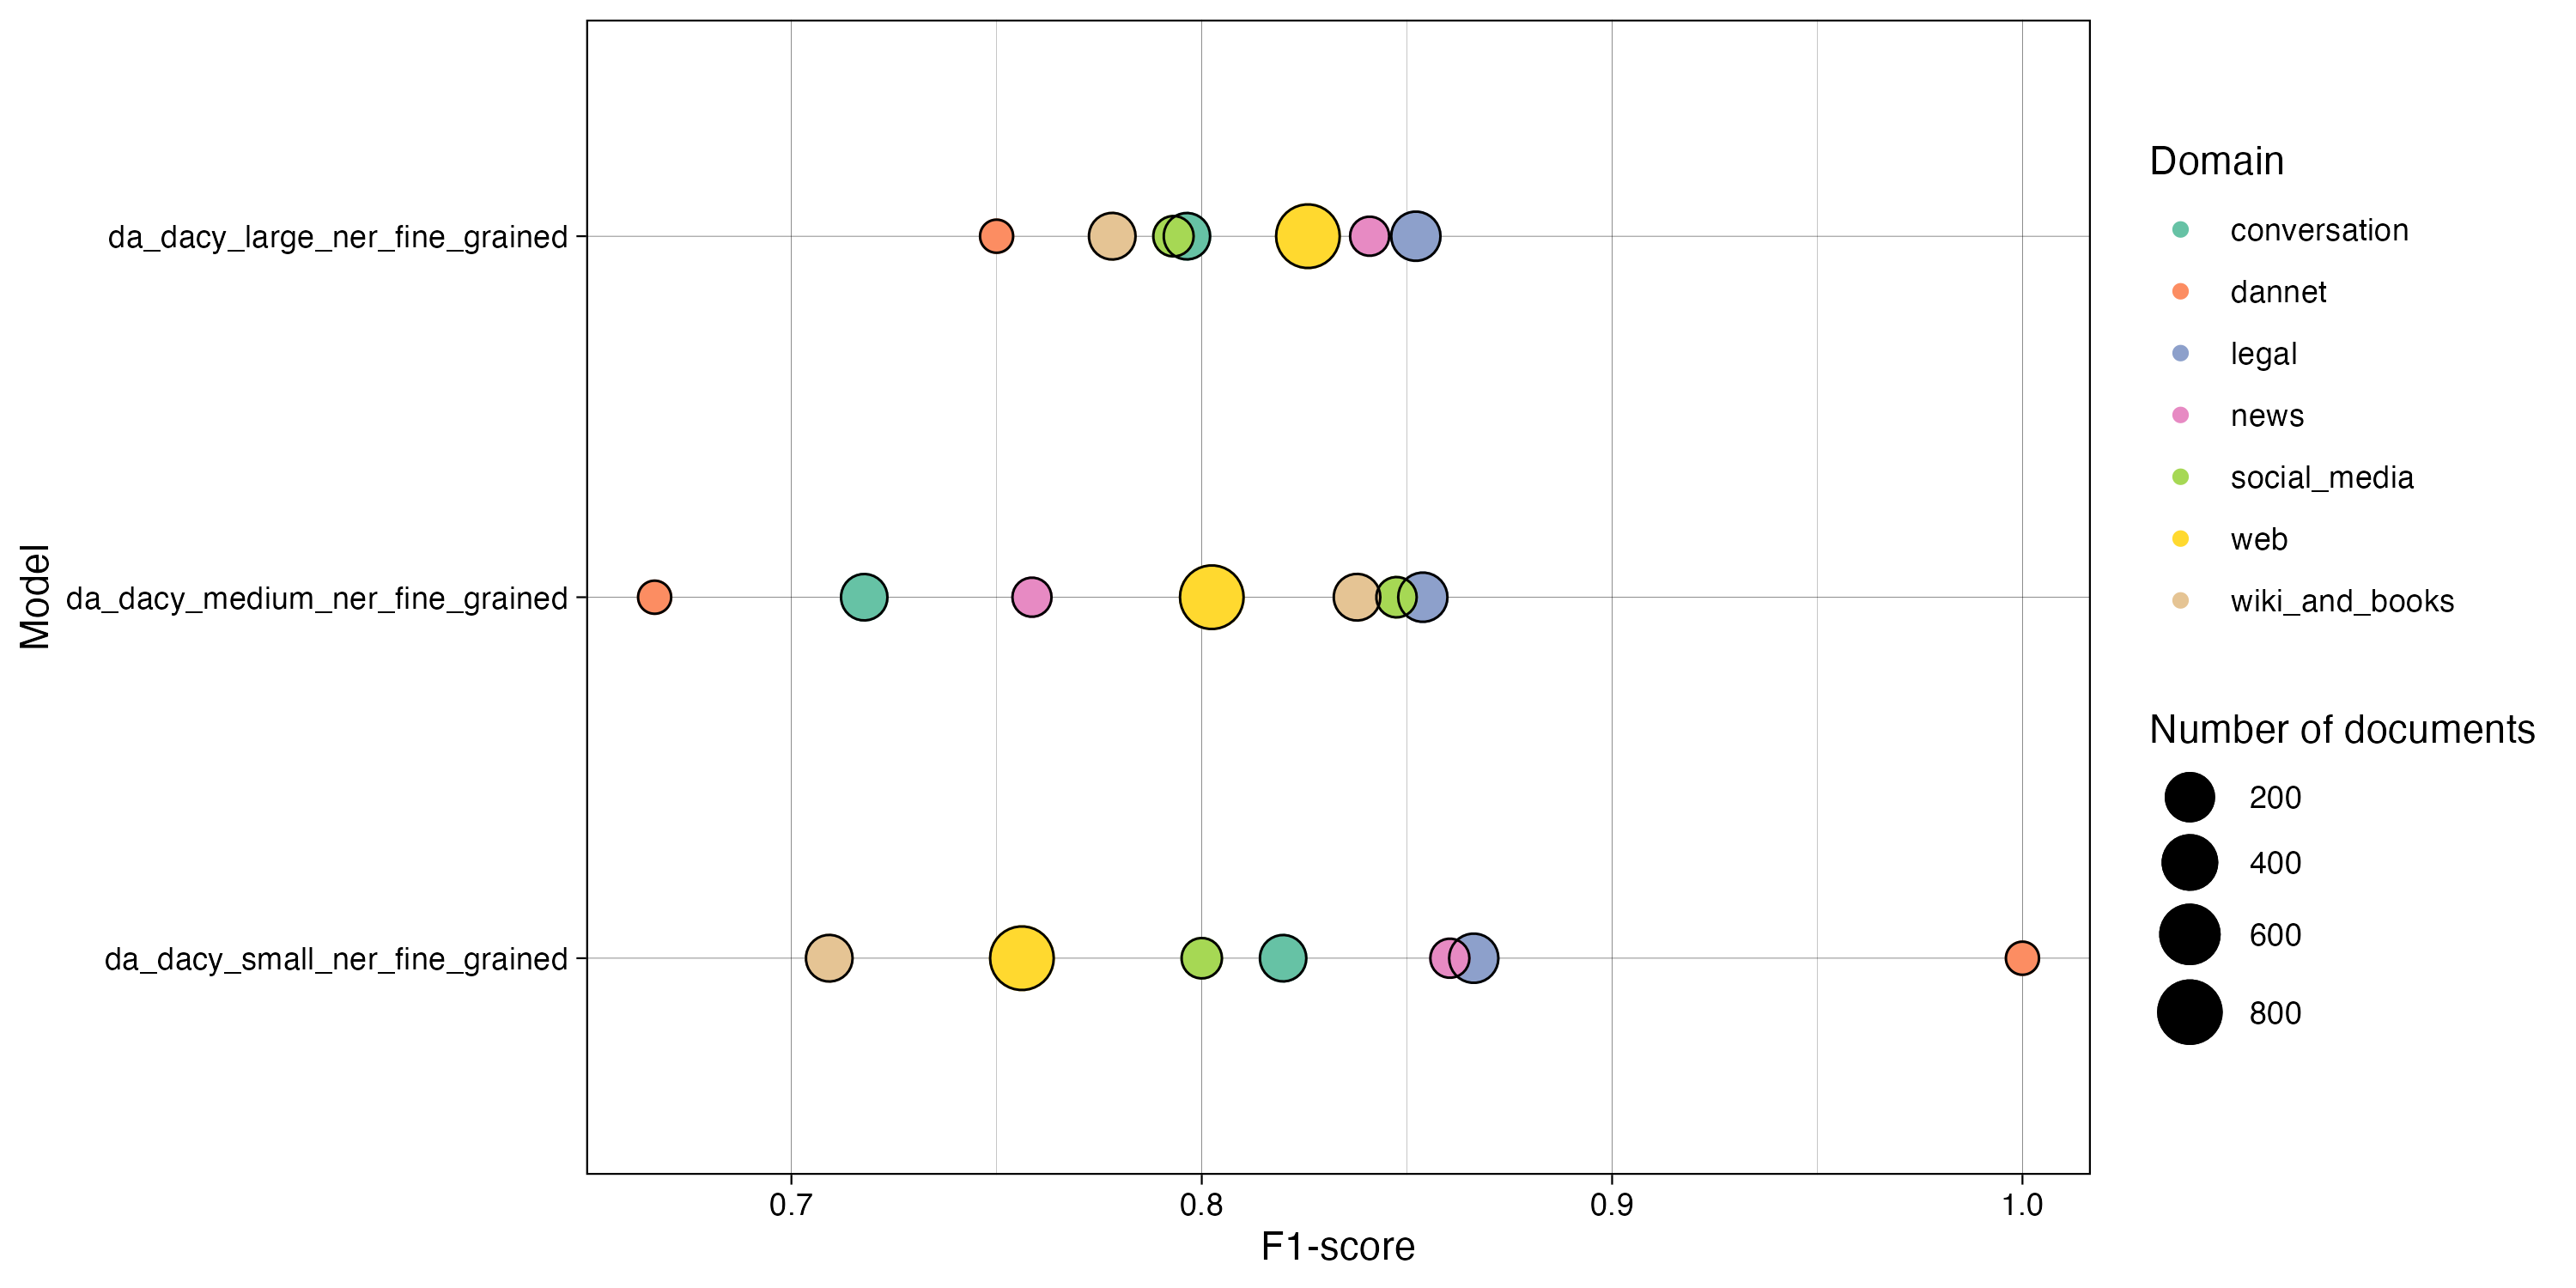 Model
da_dacy_large_ner_fine_grained
da_dacy_medium_ner_fine_grained
da_dacy_small_ner_fine_grained
0.7 0.8 0.9 1.0
F1-score
Domain
conversation
dannet
legal
news
social_media
web
wiki_and_books
Number of documents
200
400
600
800